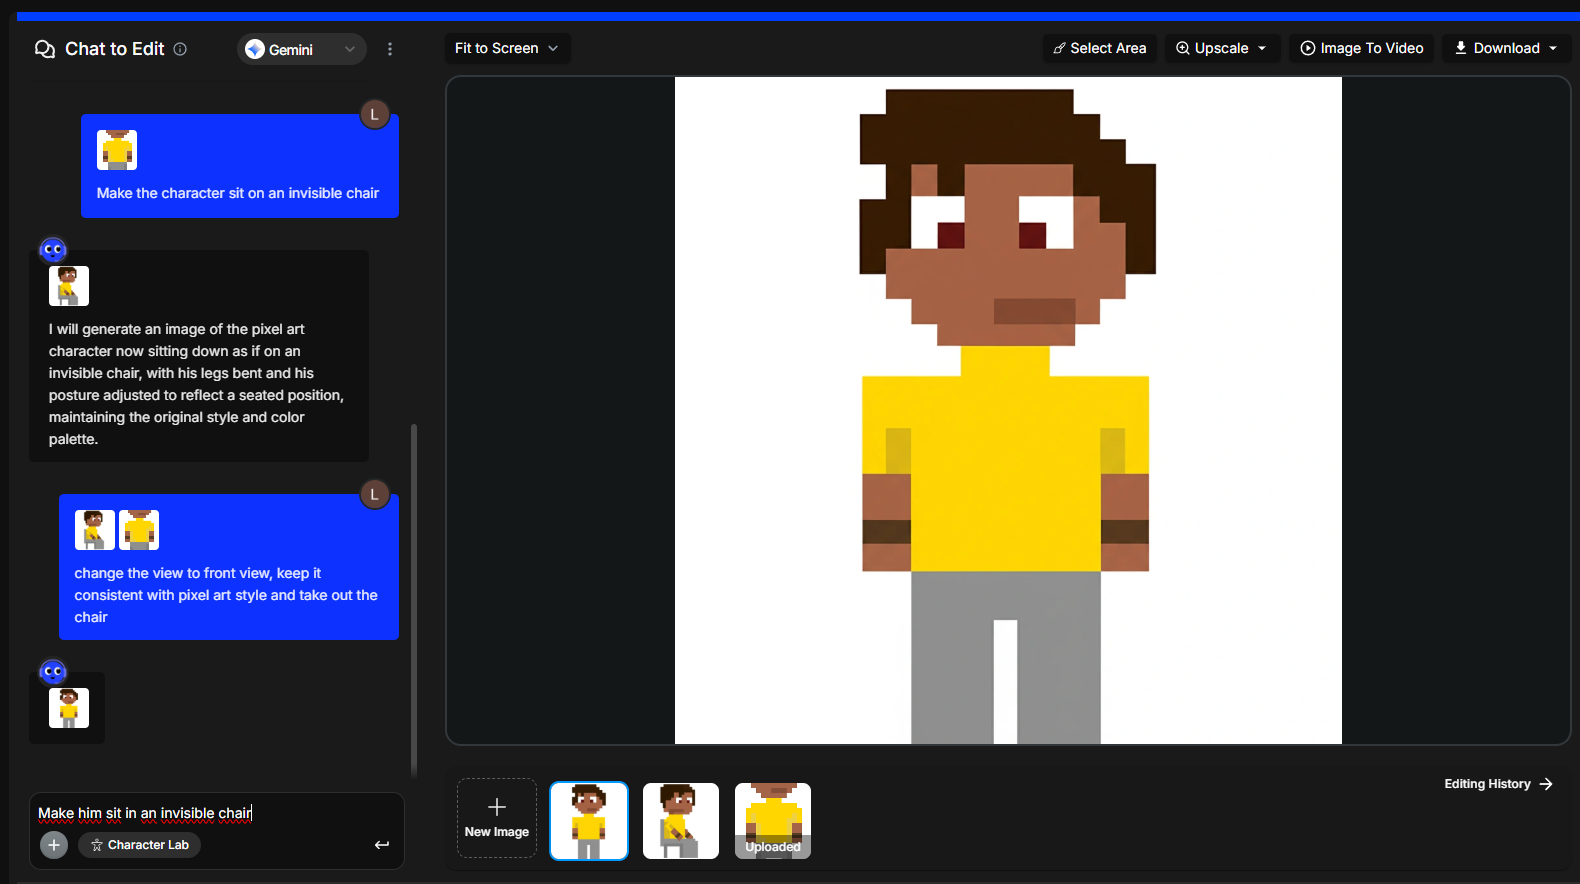 Chat to Edit
Gemini
Fit to Screen
Select Area
Upscale
Image To Video
Download
L
Make the character sit on an invisible chair
I will generate an image of the pixel art
character now sitting down as if on an
invisible chair, with his legs bent and his
posture adjusted to reflect a seated position,
maintaining the original style and color
palette.
L
change the view to front view, keep it
consistent with pixel art style and take out the
chair
Make him sit in an invisible chair
Character Lab
New Image
Uploaded
Editing History